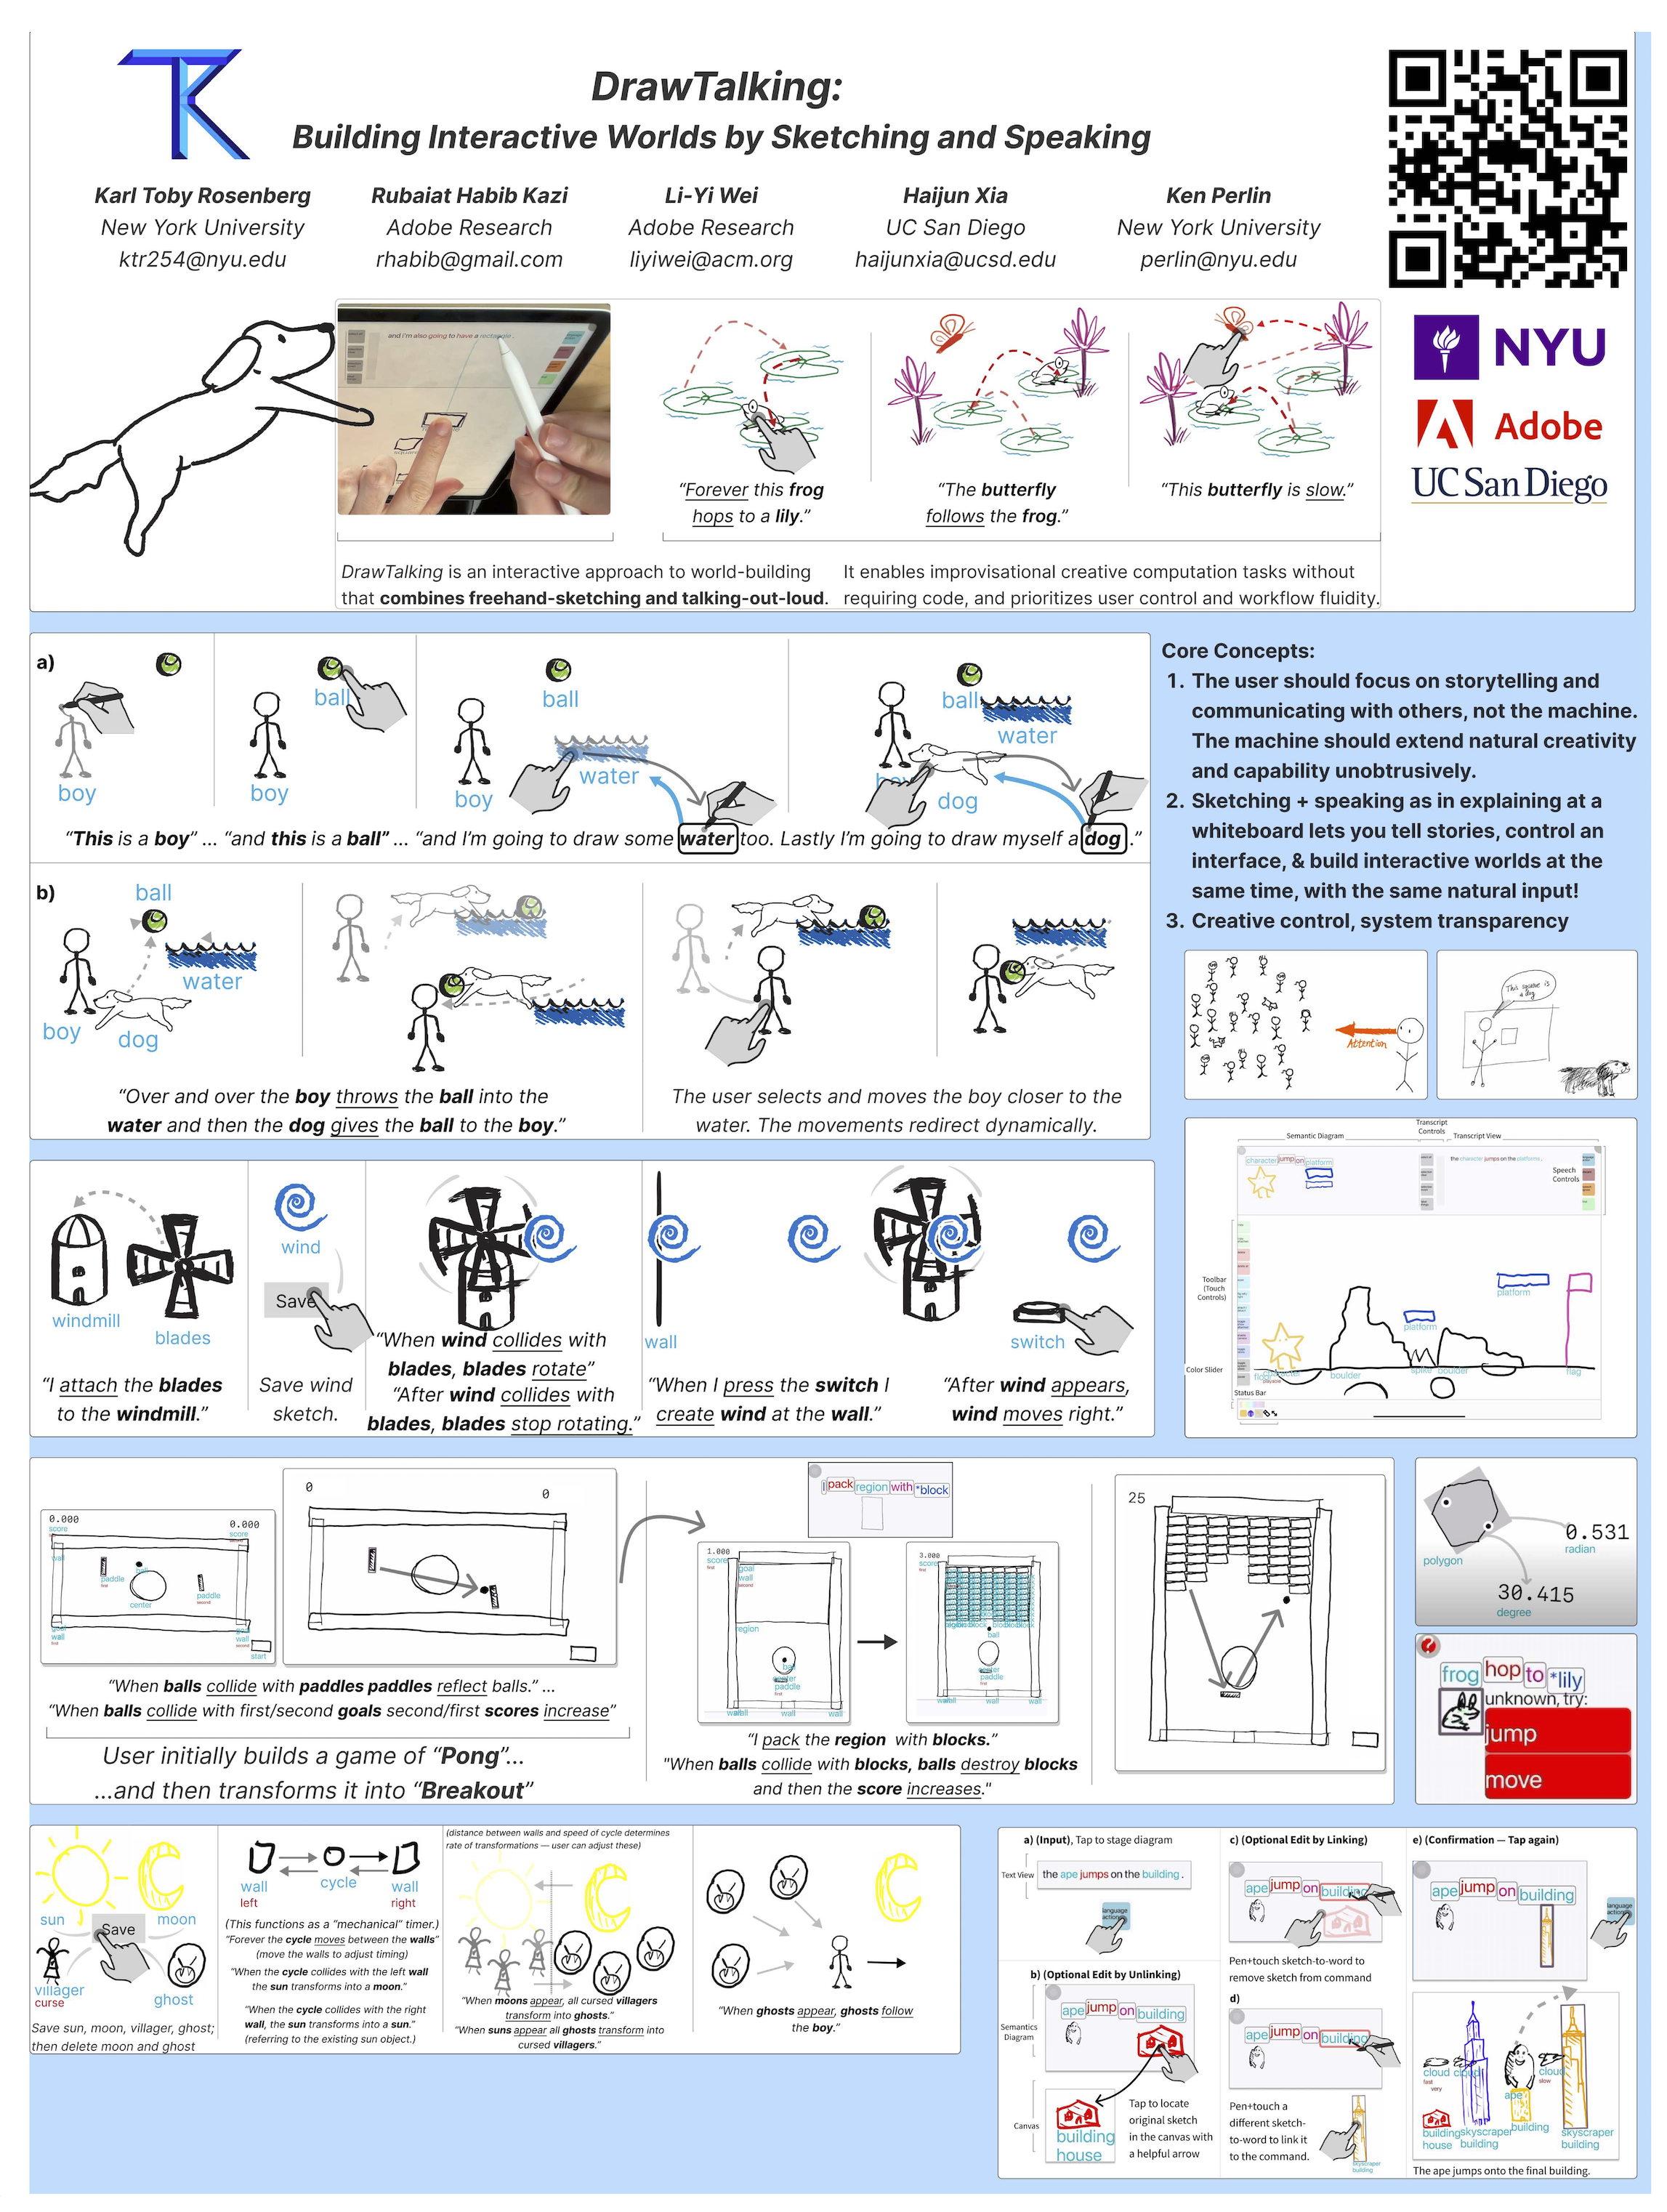 DrawTalking:
Building Interactive Worlds by Sketching and Speaking
Karl Toby Rosenberg
New York University
ktr254@nyu.edu
Rubaiat Habib Kazi
Adobe Research
rhabib@gmail.com
Li-Yi Wei
Adobe Research
liyiwei@acm.org
Haijun Xia
UC San Diego
haijunxia@ucsd.edu
Ken Perlin
New York University
perlin@nyu.edu
NYU
Adobe
UC San Diego
and i'm also going to have a rectangle
“Forever this frog
hops to a lily.”
“The butterfly
follows the frog.”
“This butterfly is slow.”
DrawTalking is an interactive approach to world-building
that combines freehand-sketching and talking-out-loud.
It enables improvisational creative computation tasks without
requiring code, and prioritizes user control and workflow fluidity.
a)
boy
ball
boy
ball
water
boy
ball
water
boy
dog
“This is a boy” ... “and this is a ball” ... “and I’m going to draw some water too. Lastly I’m going to draw myself a dog .”
b)
ball
water
boy
dog
“Over and over the boy throws the ball into the
water and then the dog gives the ball to the boy.”
The user selects and moves the boy closer to the
water. The movements redirect dynamically.
Core Concepts:
1. The user should focus on storytelling and
communicating with others, not the machine.
The machine should extend natural creativity
and capability unobtrusively.
2. Sketching + speaking as in explaining at a
whiteboard lets you tell stories, control an
interface, & build interactive worlds at the
same time, with the same natural input!
3. Creative control, system transparency
Attention
This square is
a dog
windmill
blades
“I attach the blades
to the windmill.”
wind
Save
Save wind
sketch.
“When wind collides with
blades, blades rotate”
“After wind collides with
blades, blades stop rotating.”
wall
“When I press the switch I
create wind at the wall.”
switch
“After wind appears,
wind moves right.”
Semantic Diagram
Transcript
Controls
Transcript View
character jump on platform
the character jumps on the platforms
Speech
Controls
Toolbar
(Touch
Controls)
Color Slider
Status Bar
platform
platform
boulder
spike
boulder
flag
0.000
score
0.000
score
wall
paddle
first
ball
center
paddle
second
goal
wall
first
wall
second
start
0
0
“When balls collide with paddles paddles reflect balls.” ...
“When balls collide with first/second goals second/first scores increase”
User initially builds a game of “Pong”...
...and then transforms it into “Breakout”
I pack region with *block
1.000
score
first
goal
wall
second
region
ball
center
paddle
first
wall
wall
wall
3.000
score
first
ball
center
paddle
first
wall
wall
wall
“I pack the region with blocks.”
"When balls collide with blocks, balls destroy blocks
and then the score increases."
25
polygon
0.531
radian
30.415
degree
frog hop to *lily
unknown, try:
jump
move
sun
moon
Save
villager
curse
ghost
Save sun, moon, villager, ghost;
then delete moon and ghost
wall
left
cycle
wall
right
(This functions as a “mechanical” timer.)
“Forever the cycle moves between the walls”
(move the walls to adjust timing)
“When the cycle collides with the left wall
the sun transforms into a moon.”
“When the cycle collides with the right
wall, the sun transforms into a sun.”
(referring to the existing sun object.)
(distance between walls and speed of cycle determines
rate of transformations — user can adjust these)
“When moons appear, all cursed villagers
transform into ghosts.”
“When suns appear all ghosts transform into
cursed villagers.”
“When ghosts appear, ghosts follow
the boy.”
a) (Input), Tap to stage diagram
Text View
the ape jumps on the building .
language
action
b) (Optional Edit by Unlinking)
ape jump on building
Semantics
Diagram
Canvas
building
house
Tap to locate
original sketch
in the canvas with
a helpful arrow
c) (Optional Edit by Linking)
ape jump on building
Pen+touch sketch-to-word to
remove sketch from command
d)
ape jump on building
Pen+touch a
different sketch-
to-word to link it
to the command.
skyscraper
building
e) (Confirmation — Tap again)
ape jump on building
language
action
cloud
fast
very
cloud
ape
cloud
slow
building
house
skyscraper
building
building
skyscraper
building
The ape jumps onto the final building.